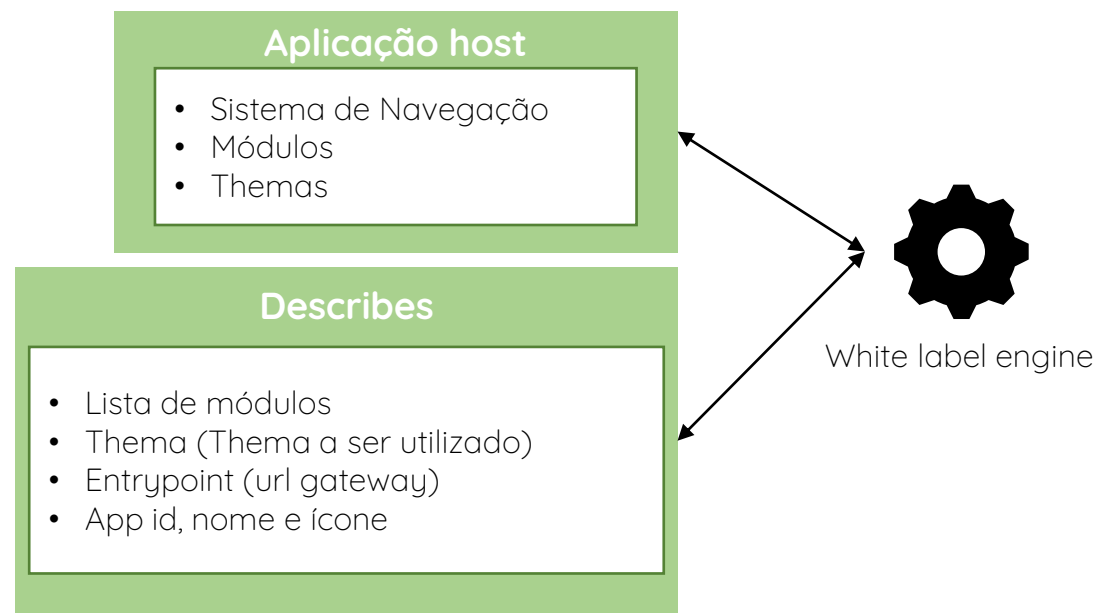 Aplicação host
• Sistema de Navegação
• Módulos
• Themas
Describes
• Lista de módulos
• Thema (Thema a ser utilizado)
• Entrypoint (url gateway)
• App id, nome e ícone
White label engine